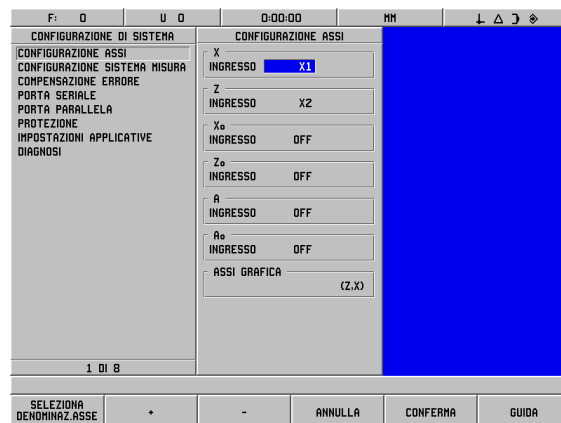 F: 0 U 0 0:00:00 MM
CONFIGURAZIONE DI SISTEMA
CONFIGURAZIONE ASSI
CONFIGURAZIONE SISTEMA MISURA
COMPENSAZIONE ERRORE
PORTA SERIALE
PORTA PARALLELA
PROTEZIONE
IMPOSTAZIONI APPLICATIVE
DIAGNOSI
1 DI 8
CONFIGURAZIONE ASSI
X
INGRESSO X1
Z
INGRESSO X2
Xo
INGRESSO OFF
Zo
INGRESSO OFF
A
INGRESSO OFF
Ao
INGRESSO OFF
ASSI GRAFICA
(Z,X)
SELEZIONA
DENOMINAZ.ASSE
+
-
ANNULLA
CONFERMA
GUIDA